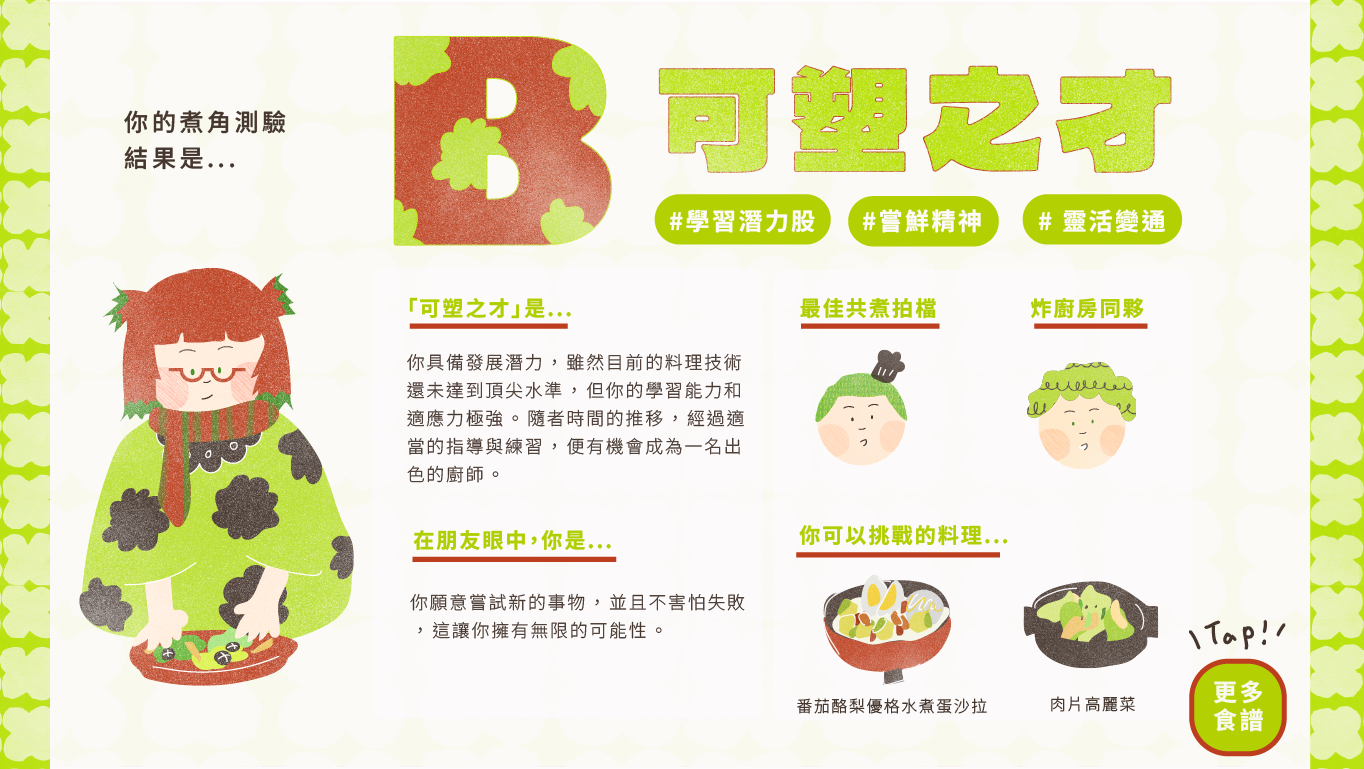 你的煮角測驗
結果是...
B
可塑之才
#學習潛力股
#嘗鮮精神
# 靈活變通
「可塑之才」是...
你具備發展潛力，雖然目前的料理技術
還未達到頂尖水準，但你的學習能力和
適應力極強。隨者時間的推移，經過適
當的指導與練習，便有機會成為一名出
色的廚師。
在朋友眼中，你是...
你願意嘗試新的事物，並且不害怕失敗
，這讓你擁有無限的可能性。
最佳共煮拍檔
炸廚房同夥
你可以挑戰的料理...
番茄酪梨優格水煮蛋沙拉
肉片高麗菜
\Tap!/
更多
食譜